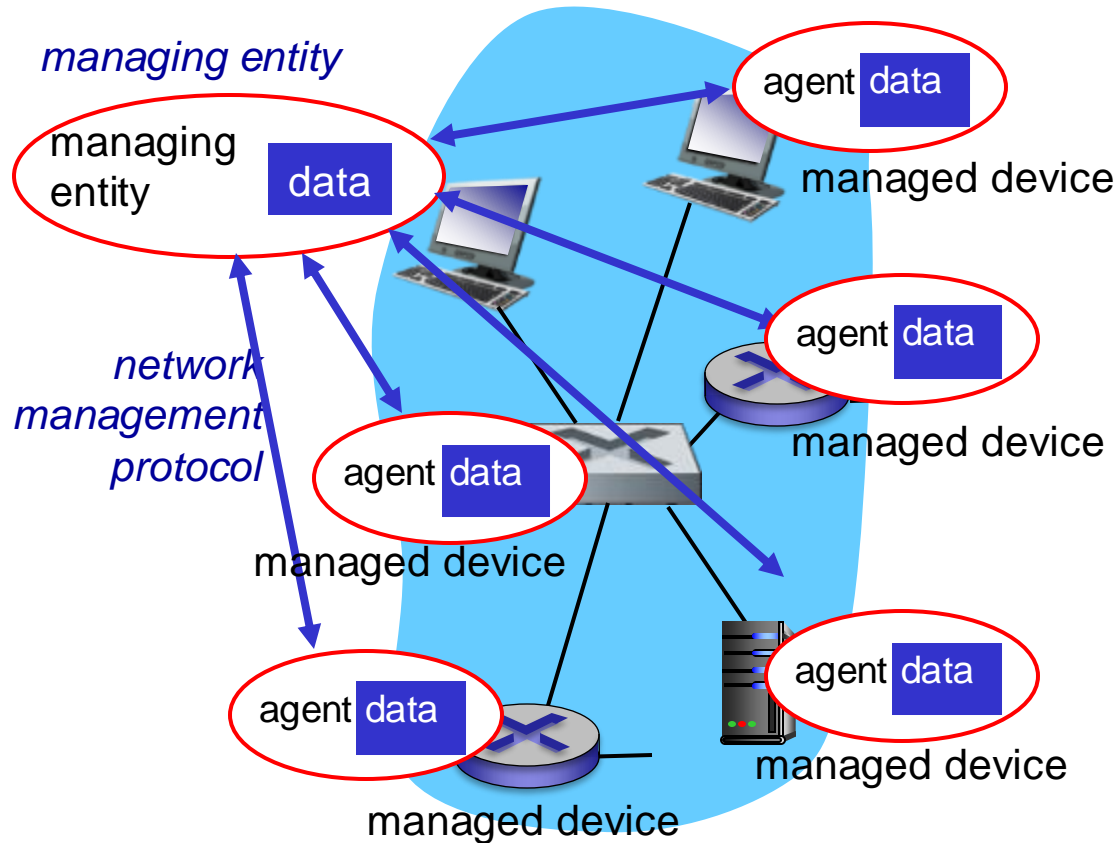 managing entity
managing
entity
data
agent data
managed device
agent data
managed device
network
management
protocol
agent data
managed device
agent data
managed device
agent data
managed device